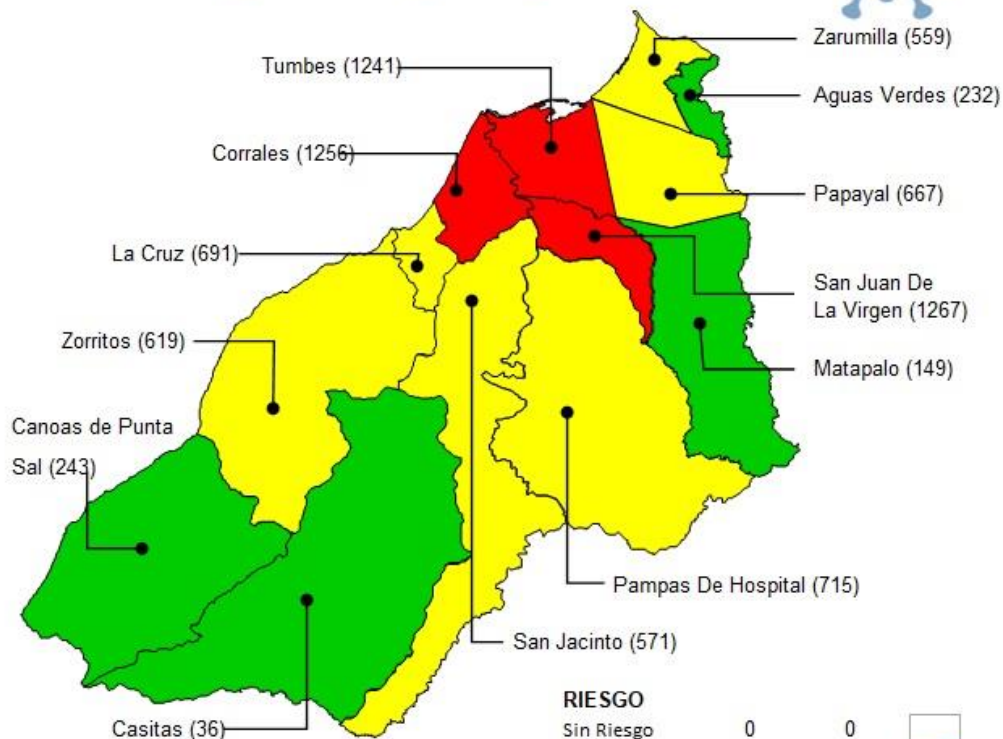 Zarumilla (559)
Tumbes (1241)
Aguas Verdes (232)
Corrales (1256)
Papayal (667)
La Cruz (691)
San Juan De
La Virgen (1267)
Zorritos (619)
Matapalo (149)
Canoas de Punta
Sal (243)
Pampas De Hospital (715)
San Jacinto (571)
Casitas (36)
RIESGO
Sin Riesgo 0 0